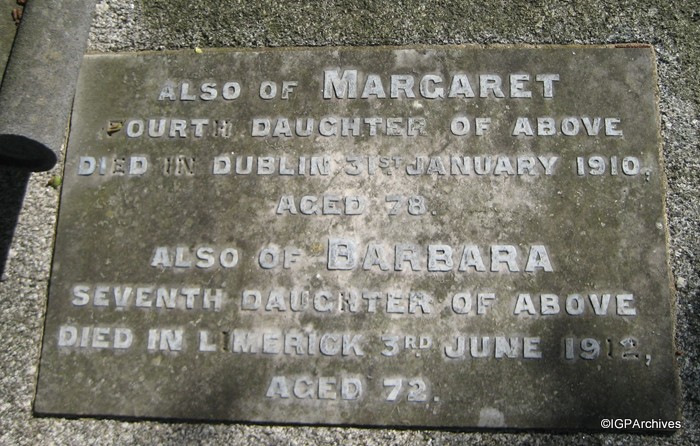 ALSO OF MARGARET
FOURTH DAUGHTER OF ABOVE
DIED IN DUBLIN 31ST JANUARY 1910,
AGED 78.
ALSO OF BARBARA
SEVENTH DAUGHTER OF ABOVE
DIED IN LIMERICK 3RD JUNE 1912,
AGED 72.
©IGPArchives